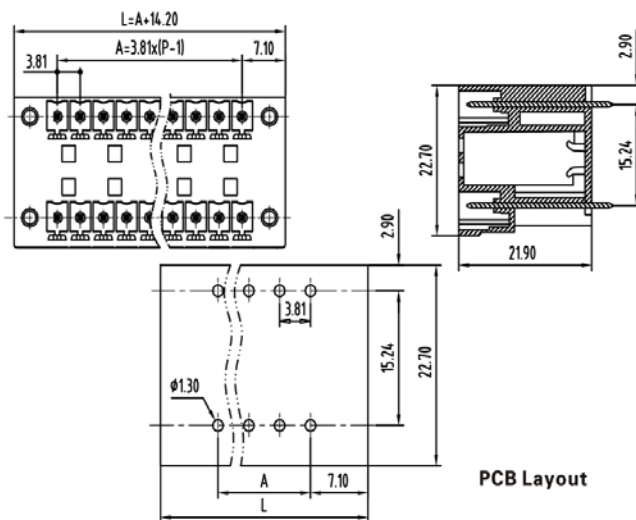 L=A+14.20
A=3.81x(P-1)
7.10
3.81
2.90
22.70
15.24
21.90
2.90
3.81
15.24
22.70
ϕ1.30
A
7.10
L
PCB Layout